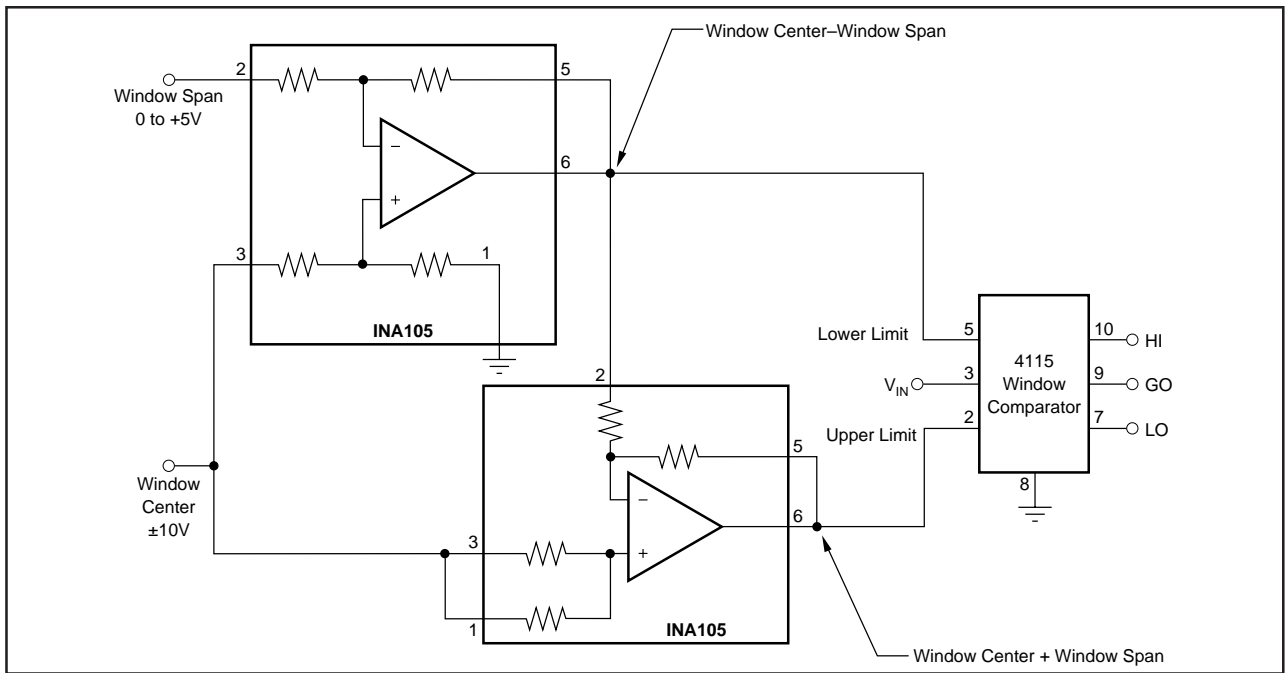 Window Center–Window Span
2
5
Window Span
0 to +5V
–
6
+
3
1
INA105
Lower Limit
5
10
HI
4115
Window
Comparator
V_IN
3
9
GO
2
7
LO
Upper Limit
8
2
5
Window
Center
±10V
–
6
3
+
1
INA105
Window Center + Window Span